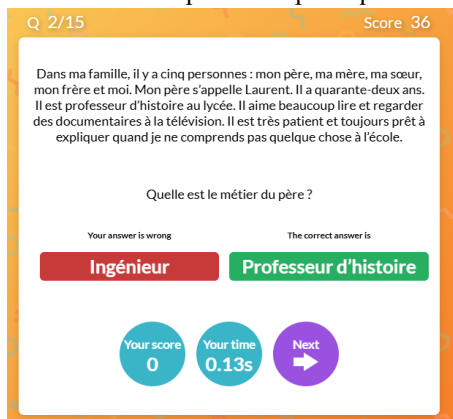 Q 2/15 Score 36
Dans ma famille, il y a cinq personnes : mon père, ma mère, ma sœur,
mon frère et moi. Mon père s'appelle Laurent. Il a quarante-deux ans.
Il est professeur d'histoire au lycée. Il aime beaucoup lire et regarder
des documentaires à la télévision. Il est très patient et toujours prêt à
expliquer quand je ne comprends pas quelque chose à l'école.
Quelle est le métier du père ?
Your answer is wrong The correct answer is
Ingénieur Professeur d'histoire
Your score Your time Next
0 0.13s